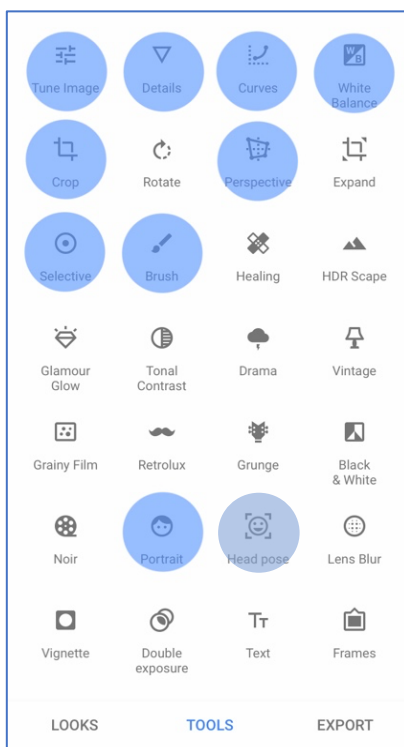 Tune Image Details Curves White
Balance
Crop Rotate Perspective Expand
Selective Brush Healing HDR Scape
Glamour Tonal Drama Vintage
Glow Contrast
Grainy Film Retrolux Grunge Black
& White
Noir Portrait Head pose Lens Blur
Vignette Double Text Frames
exposure
LOOKS TOOLS EXPORT